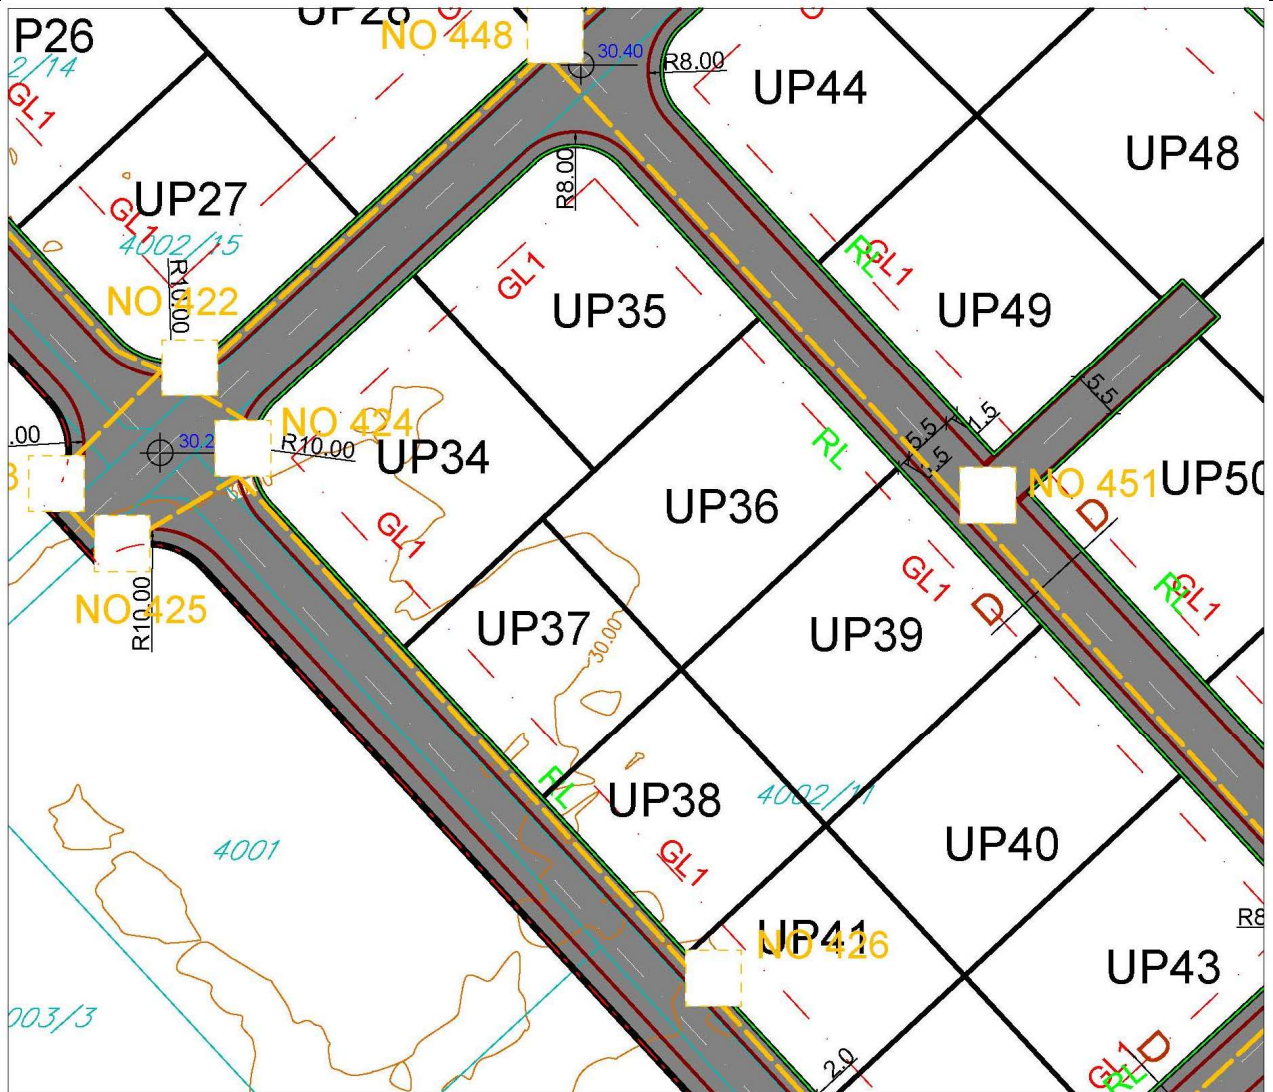 P26
UP28
NO 448
30.40
R8.00
UP44
UP48
2/14
GL1
R8.00
UP27
GL1
4002/15
R10.00
NO 422
GL1
UP35
RL
GL1
UP49
5.5
1.5
5.5
.00
30.2
NO 424
R10.00
UP34
RL
3
UP36
NO 451
UP50
D
GL1
GL1
D
RL
GL1
NO 425
R10.00
UP37
30.00
UP39
RL
UP38
4002/11
4001
GL1
UP40
UP41
NO 426
R8
UP43
003/3
2.0
GL1
D
RL